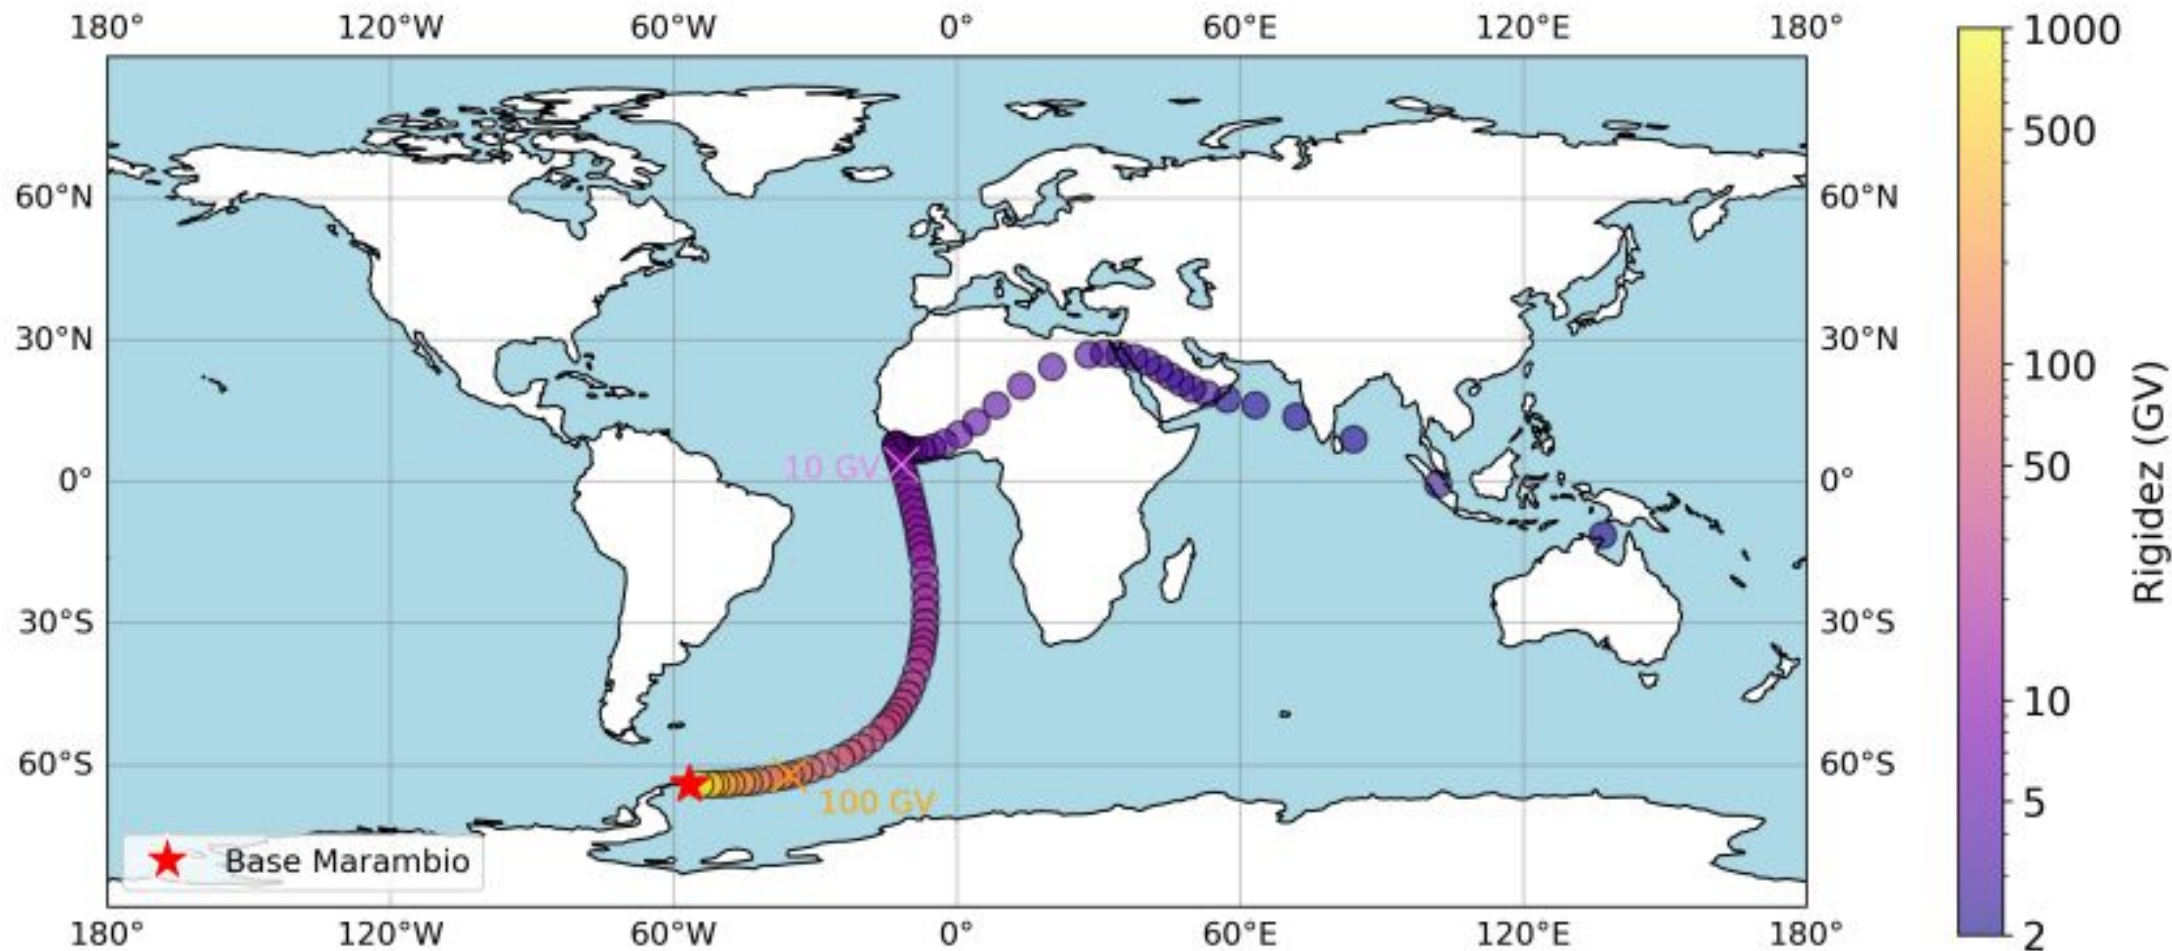 180° 120°W 60°W 0° 60°E 120°E 180°
1000
500
60°N 60°N
30°N 30°N
100
10 GV
0° 0°
50
Rigidez (GV)
30°S 30°S
10
60°S 60°S
100 GV
5
Base Marambio
180° 120°W 60°W 0° 60°E 120°E 180°
2